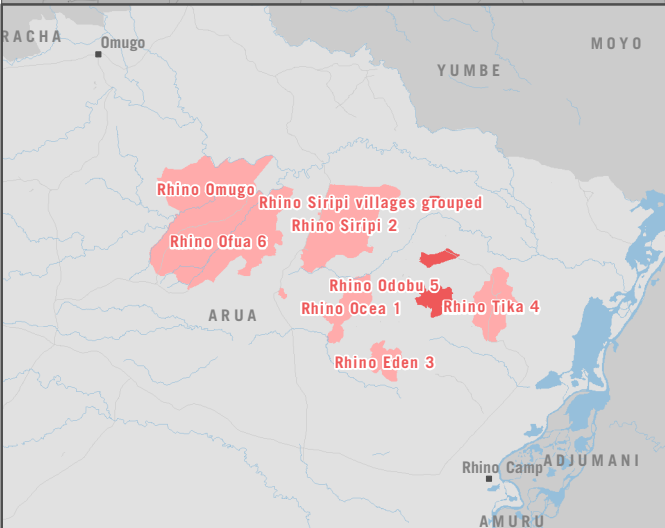 RACHA
Omugo
MOYO
YUMBE
Rhino Omugo
Rhino Siripi villages grouped
Rhino Siripi 2
Rhino Ofua 6
Rhino Odobu 5
Rhino Ocea 1
Rhino Tika 4
ARUA
Rhino Eden 3
Rhino Camp
ADJUMANI
AMURU